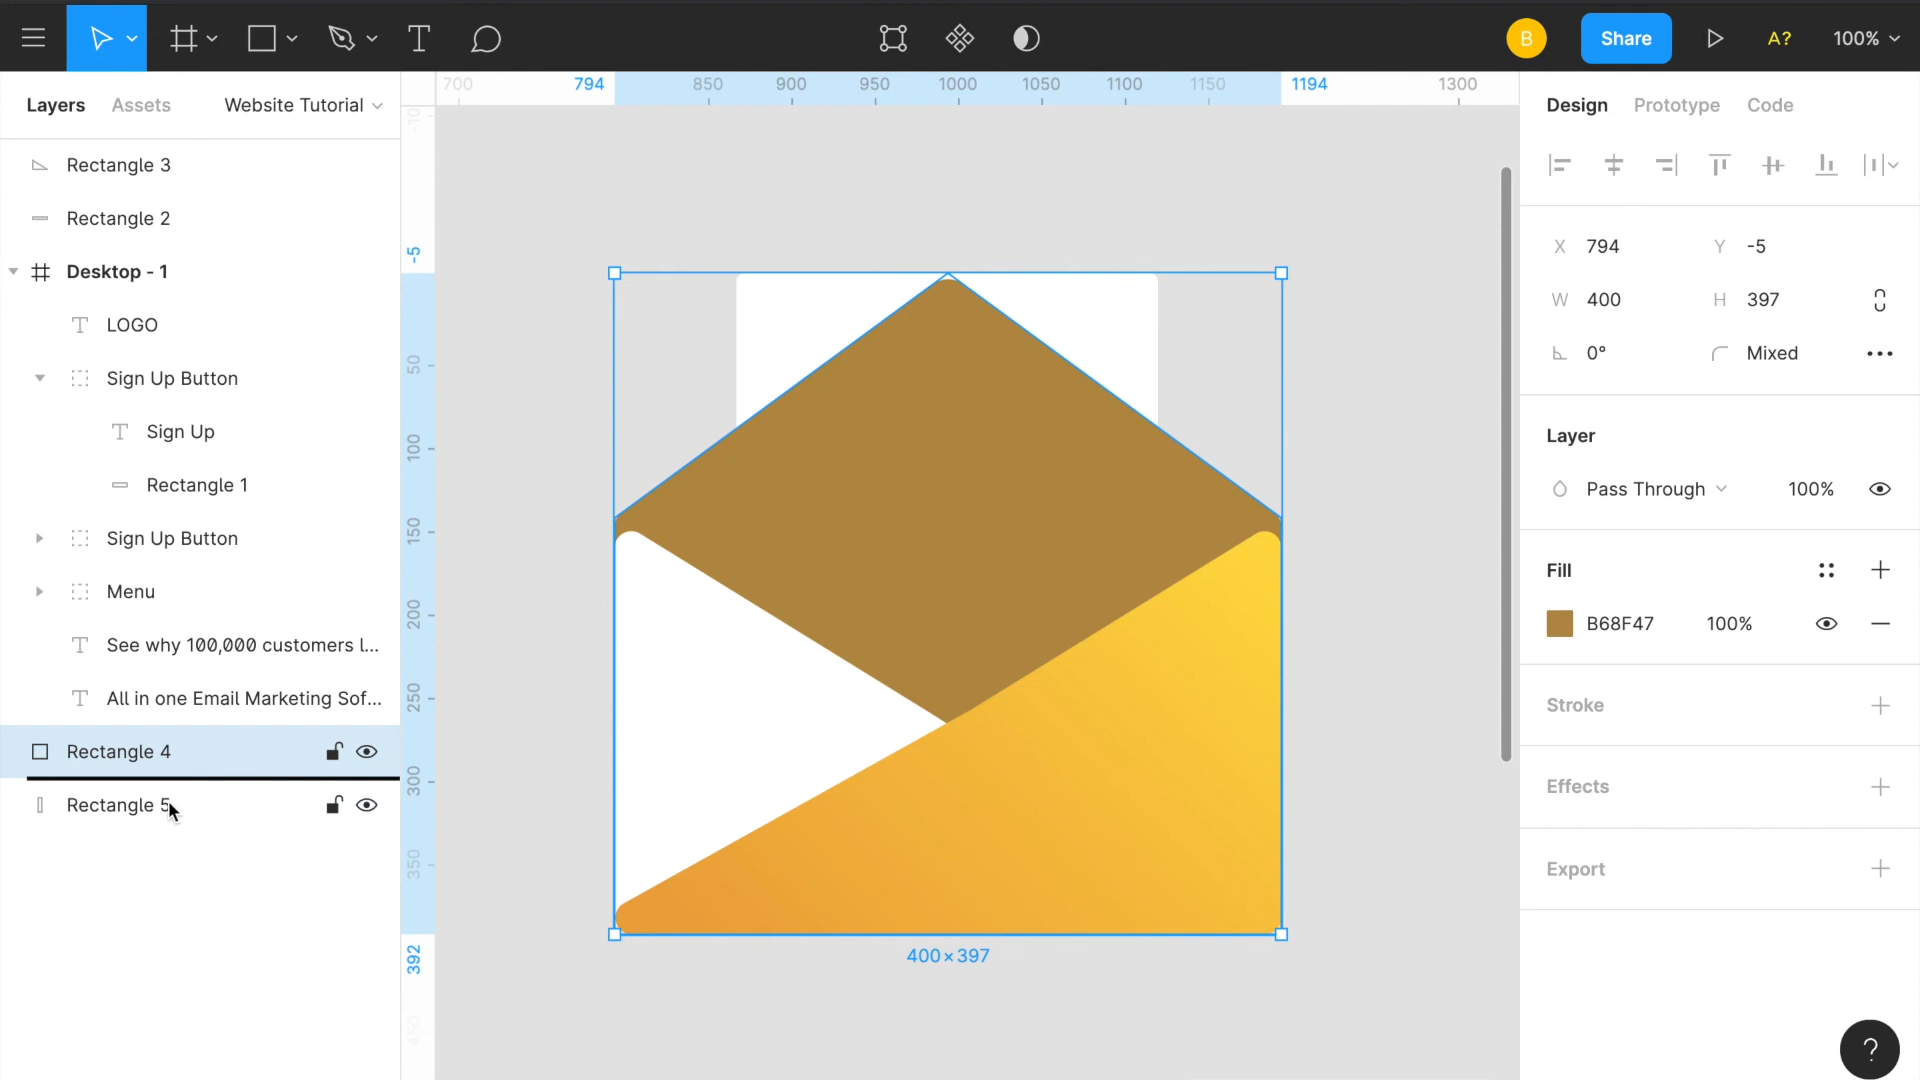 B
Share
A?
100%
Layers
Assets
Website Tutorial
Design
Prototype
Code
700
794
850
900
950
1000
1050
1100
1150
1194
1300
-10
-5
50
100
150
200
250
300
350
392
450
Rectangle 3
Rectangle 2
Desktop - 1
LOGO
Sign Up Button
Sign Up
Rectangle 1
Sign Up Button
Menu
See why 100,000 customers l...
All in one Email Marketing Sof...
Rectangle 4
Rectangle 5
400 × 397
X 794 Y -5
W 400 H 397
0° Mixed
Layer
Pass Through 100%
Fill
B68F47 100%
Stroke
Effects
Export
?